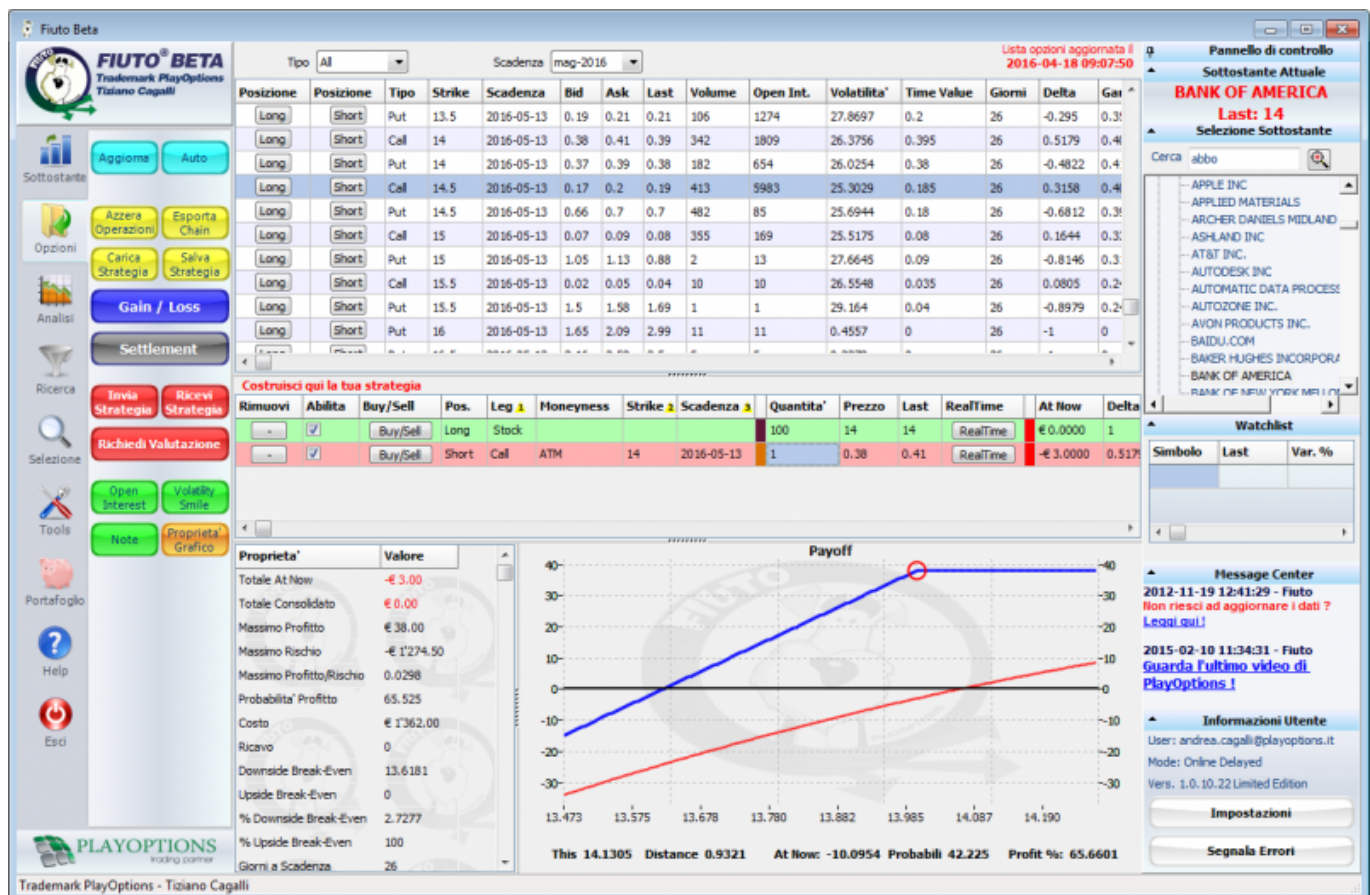 Fiuto Beta
FIUTO® BETA
Trademark PlayOptions
Tiziano Cagalli
Tipo All Scadenza mag-2016
Lista opzioni aggiornata il
2016-04-18 09:07:50
Posizione Posizione Tipo Strike Scadenza Bid Ask Last Volume Open Int. Volatilita' Time Value Giorni Delta
Long Short Put 13.5 2016-05-13 0.19 0.21 0.21 106 1274 27.8697 0.2 26 -0.295
Long Short Call 14 2016-05-13 0.38 0.41 0.39 342 1809 26.3756 0.395 26 0.5179
Long Short Put 14 2016-05-13 0.37 0.39 0.38 182 654 26.0254 0.38 26 -0.4822
Long Short Call 14.5 2016-05-13 0.17 0.2 0.19 413 5983 25.3029 0.185 26 0.3158
Long Short Put 14.5 2016-05-13 0.66 0.7 0.7 482 85 25.6944 0.18 26 -0.6812
Long Short Call 15 2016-05-13 0.07 0.09 0.08 355 169 25.5175 0.08 26 0.1644
Long Short Put 15 2016-05-13 1.05 1.13 0.88 2 13 27.6645 0.09 26 -0.8146
Long Short Call 15.5 2016-05-13 0.02 0.05 0.04 10 10 26.5548 0.035 26 0.0805
Long Short Put 15.5 2016-05-13 1.5 1.58 1.69 1 1 29.164 0.04 26 -0.8979
Long Short Put 16 2016-05-13 1.65 2.09 2.99 11 11 0.4557 0 26 -1 0
Sottostante
Opzioni
Analisi
Ricerca
Selezione
Tools
Portafoglio
Help
Esci
Aggiorna Auto
Azzera Operazioni
Esporta Chain
Carica Strategia
Salva Strategia
Gain / Loss
Settlement
Invia Strategia
Ricevi Strategia
Richiedi Valutazione
Open Interest
Volatility Smile
Note
Proprieta' Grafico
Costruisci qui la tua strategia
Rimuovi Abilita Buy/Sell Pos. Leg 1 Moneyness Strike 2 Scadenza 3 Quantita' Prezzo Last RealTime At Now Delta
- Buy/Sell Long Stock 100 14 14 RealTime € 0.0000 1
- Buy/Sell Short Call ATM 14 2016-05-13 1 0.38 0.41 RealTime -€ 3.0000 0.5179
Proprieta' Valore
Totale At Now -€ 3.00
Totale Consolidato € 0.00
Massimo Profitto € 38.00
Massimo Rischio -€ 1'274.50
Massimo Profitto/Rischio 0.0298
Probabilita' Profitto 65.525
Costo € 1'362.00
Ricavo 0
Downside Break-Even 13.6181
Upside Break-Even 0
% Downside Break-Even 2.7277
% Upside Break-Even 100
Giorni a Scadenza 26
Payoff
40 40
30 30
20 20
10 10
0 0
-10 -10
-20 -20
-30 -30
13.473 13.575 13.678 13.780 13.882 13.985 14.087 14.190
This 14.1305 Distance 0.9321 At Now: -10.0954 Probabili 42.225 Profit %: 65.6601
Pannello di controllo
Sottostante Attuale
BANK OF AMERICA
Last: 14
Selezione Sottostante
Cerca abbo
APPLE INC
APPLIED MATERIALS
ARCHER DANIELS MIDLAND
ASHLAND INC
AT&T INC.
AUTODESK INC
AUTOMATIC DATA PROCESS
AUTOZONE INC.
AVON PRODUCTS INC.
BAIDU.COM
BAKER HUGHES INCORPORA
BANK OF AMERICA
BANK OF NEW YORK MELLON
Watchlist
Simbolo Last Var. %
Message Center
2012-11-19 12:41:29 - Fiuto
Non riesci ad aggiornare i dati ?
Leggi qui !
2015-02-10 11:34:31 - Fiuto
Guarda l'ultimo video di
PlayOptions !
Informazioni Utente
User: andrea.cagalli@playoptions.it
Mode: Online Delayed
Vers. 1.0.10.22 Limited Edition
Impostazioni
Segnala Errori
PLAYOPTIONS
trading partner
Trademark PlayOptions - Tiziano Cagalli